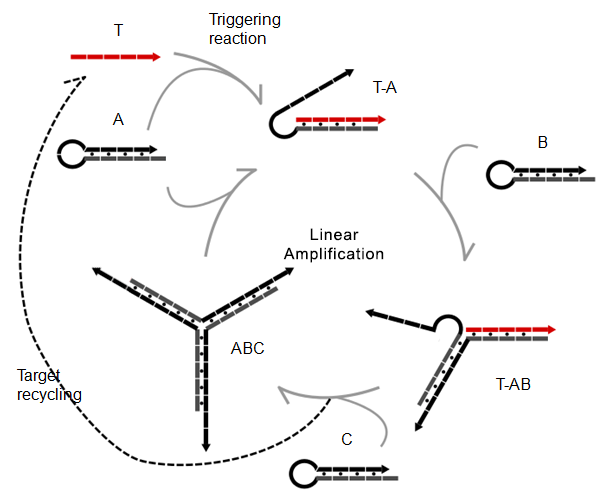 T
Triggering
reaction
T-A
A
B
Linear
Amplification
ABC
T-AB
Target
recycling
C